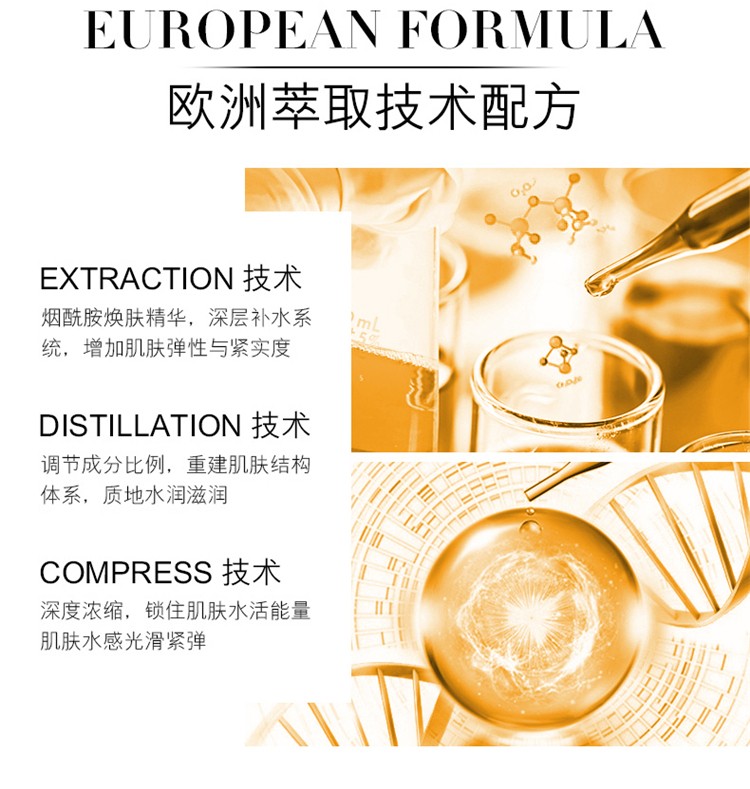 EUROPEAN FORMULA
欧洲萃取技术配方
EXTRACTION 技术
烟酰胺焕肤精华，深层补水系
统，增加肌肤弹性与紧实度
DISTILLATION 技术
调节成分比例，重建肌肤结构
体系，质地水润滋润
COMPRESS 技术
深度浓缩，锁住肌肤水活能量
肌肤水感光滑紧弹